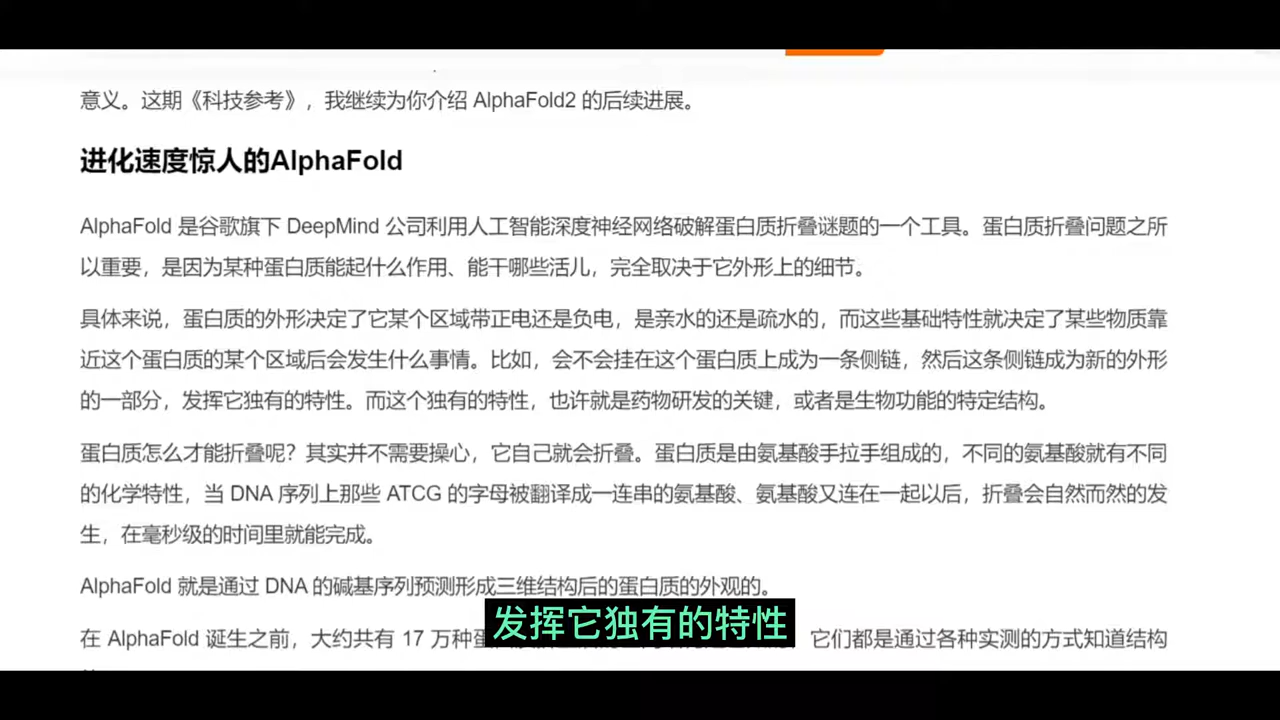 意义。这期《科技参考》，我继续为你介绍 AlphaFold2 的后续进展。
进化速度惊人的AlphaFold
AlphaFold 是谷歌旗下 DeepMind 公司利用人工智能深度神经网络破解蛋白质折叠谜题的一个工具。蛋白质折叠问题之所
以重要，是因为某种蛋白质能起什么作用、能干哪些活儿，完全取决于它外形上的细节。
具体来说，蛋白质的外形决定了它某个区域带正电还是负电，是亲水的还是疏水的，而这些基础特性就决定了某些物质靠
近这个蛋白质的某个区域后会发生什么事情。比如，会不会挂在这个蛋白质上成为一条侧链，然后这条侧链成为新的外形
的一部分，发挥它独有的特性。而这个独有的特性，也许就是药物研发的关键，或者是生物功能的特定结构。
蛋白质怎么才能折叠呢？其实并不需要操心，它自己就会折叠。蛋白质是由氨基酸手拉手组成的，不同的氨基酸就有不同
的化学特性，当 DNA 序列上那些 ATCG 的字母被翻译成一连串的氨基酸、氨基酸又连在一起以后，折叠会自然而然的发
生，在毫秒级的时间里就能完成。
AlphaFold 就是通过 DNA 的碱基序列预测形成三维结构后的蛋白质的外观的。
在 AlphaFold 诞生之前，大约共有 17 万种蛋 它们都是通过各种实测的方式知道结构
发挥它独有的特性